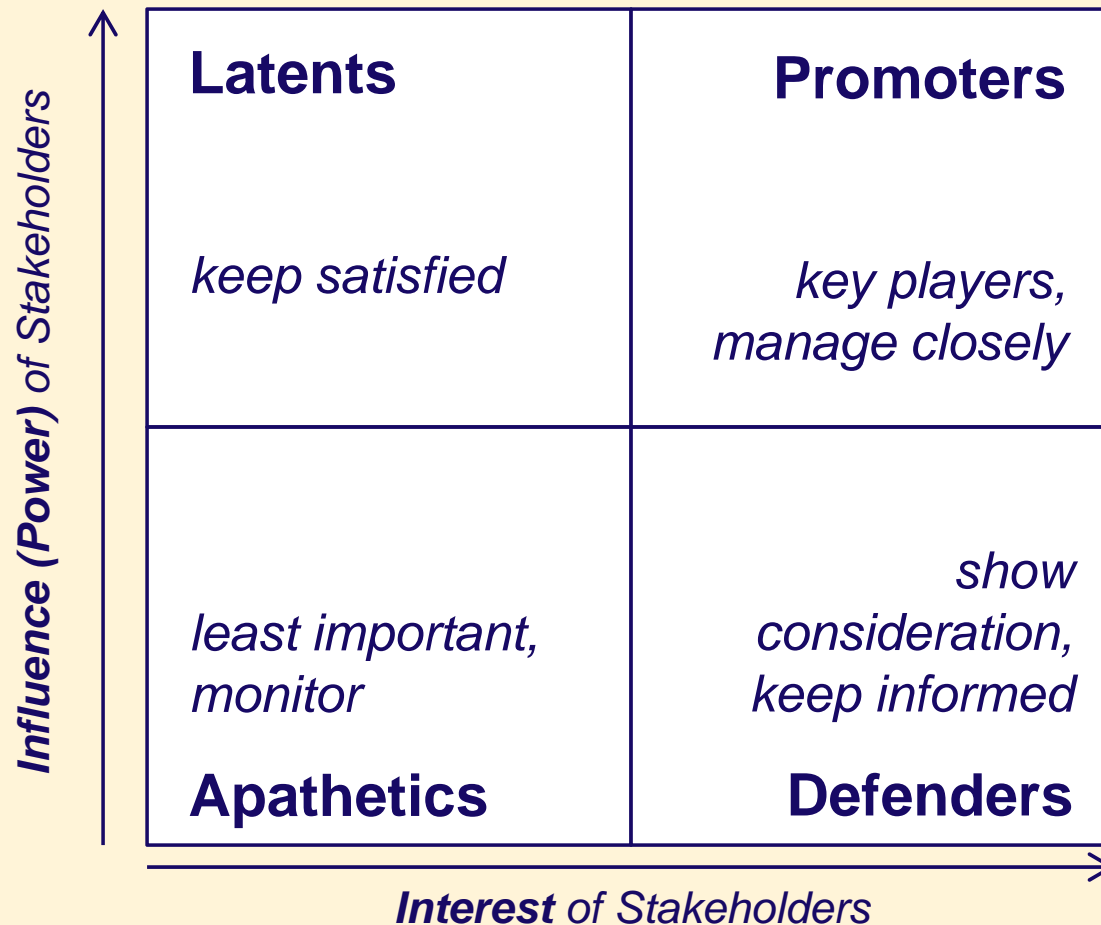 Influence (Power) of Stakeholders
Latents
keep satisfied
Promoters
key players,
manage closely
least important,
monitor
Apathetics
show
consideration,
keep informed
Defenders
Interest of Stakeholders